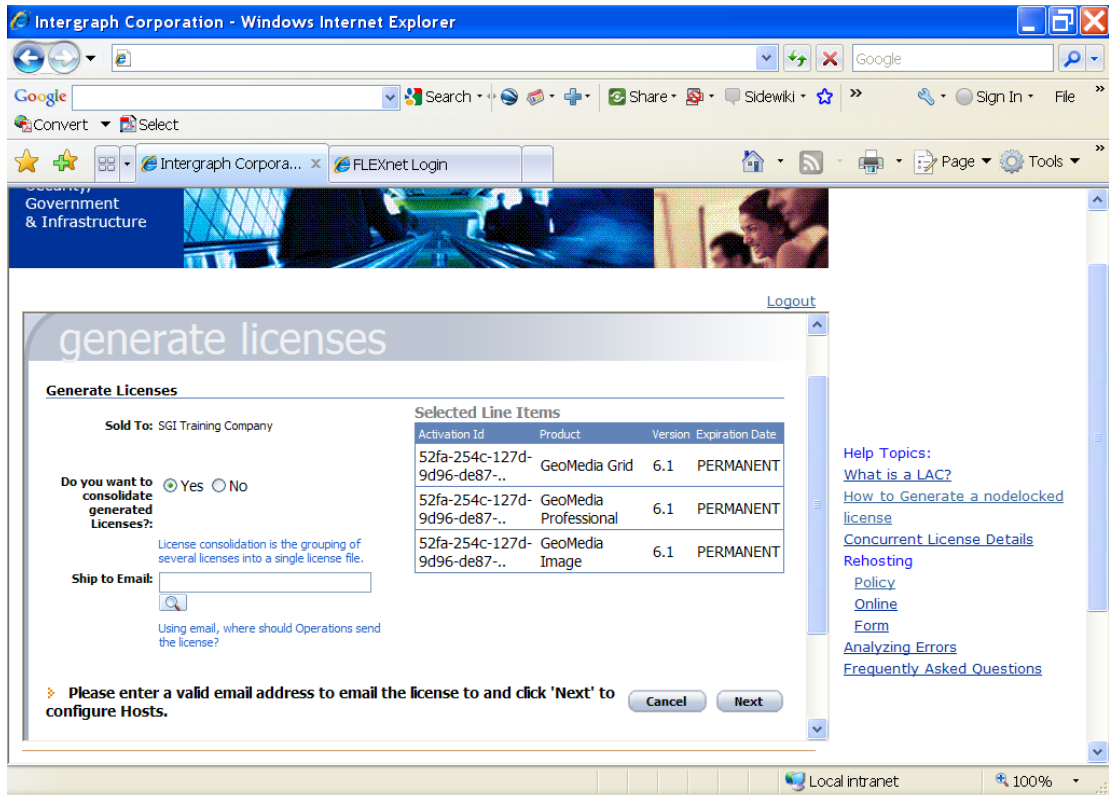 Intergraph Corporation - Windows Internet Explorer
Google
Google Search Share Sidewiki » Sign In File »
Convert Select
Intergraph Corpora... x FLEXnet Login Page Tools »
Security,
Government
& Infrastructure
Logout
generate licenses
Generate Licenses
Sold To: SGI Training Company
Do you want to
consolidate
generated
Licenses?:
Yes No
License consolidation is the grouping of
several licenses into a single license file.
Ship to Email:
Using email, where should Operations send
the license?
Selected Line Items
Activation Id Product Version Expiration Date
52fa-254c-127d-
9d96-de87-.. GeoMedia Grid 6.1 PERMANENT
52fa-254c-127d- GeoMedia
9d96-de87-.. Professional 6.1 PERMANENT
52fa-254c-127d- GeoMedia
9d96-de87-.. Image 6.1 PERMANENT
Please enter a valid email address to email the license to and click 'Next' to
configure Hosts.
Cancel Next
Help Topics:
What is a LAC?
How to Generate a nodelocked
license
Concurrent License Details
Rehosting
Policy
Online
Form
Analyzing Errors
Frequently Asked Questions
Local intranet 100%